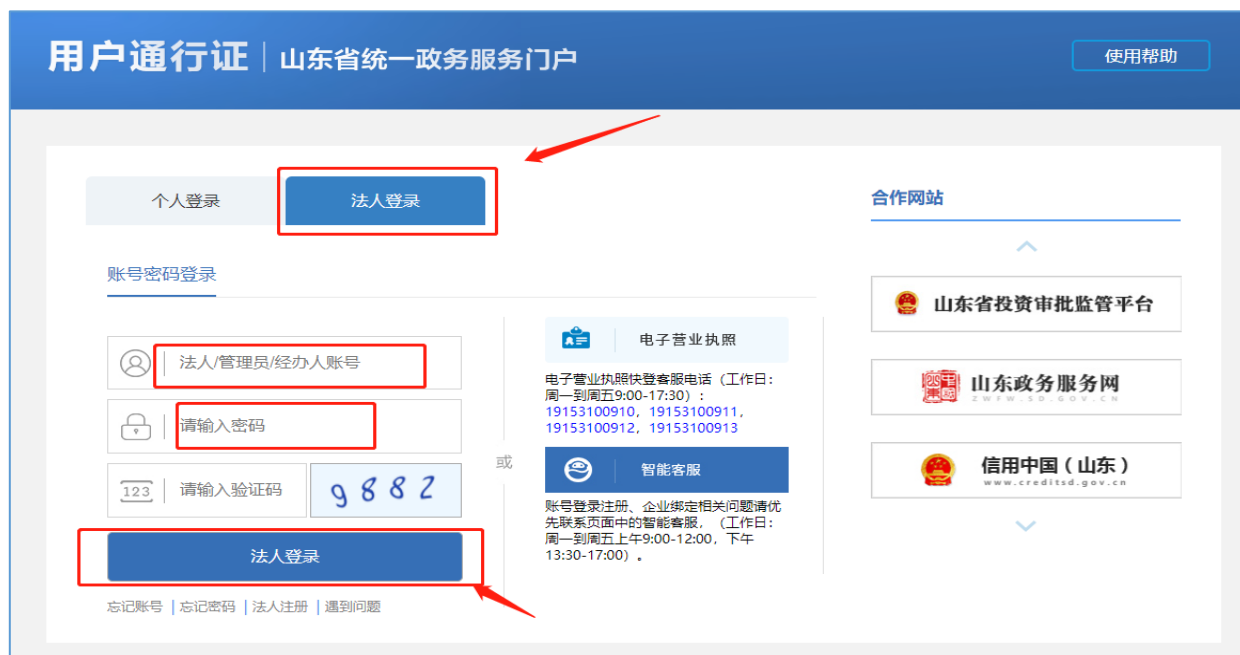 用户通行证 山东省统一政务服务门户
使用帮助
个人登录
法人登录
账号密码登录
法人/管理员/经办人账号
请输入密码
123 请输入验证码 9882
法人登录
忘记账号 忘记密码 法人注册 遇到问题
或
电子营业执照
电子营业执照快登客服电话（工作日：
周一到周五9:00-17:30）：
19153100910，19153100911，
19153100912，19153100913
智能客服
账号登录注册、企业绑定相关问题请优
先联系页面中的智能客服，（工作日：
周一到周五上午9:00-12:00，下午
13:30-17:00）。
合作网站
山东省投资审批监管平台
山东政务服务网
ZWFW.SD.GOV.CN
信用中国（山东）
www.creditsd.gov.cn